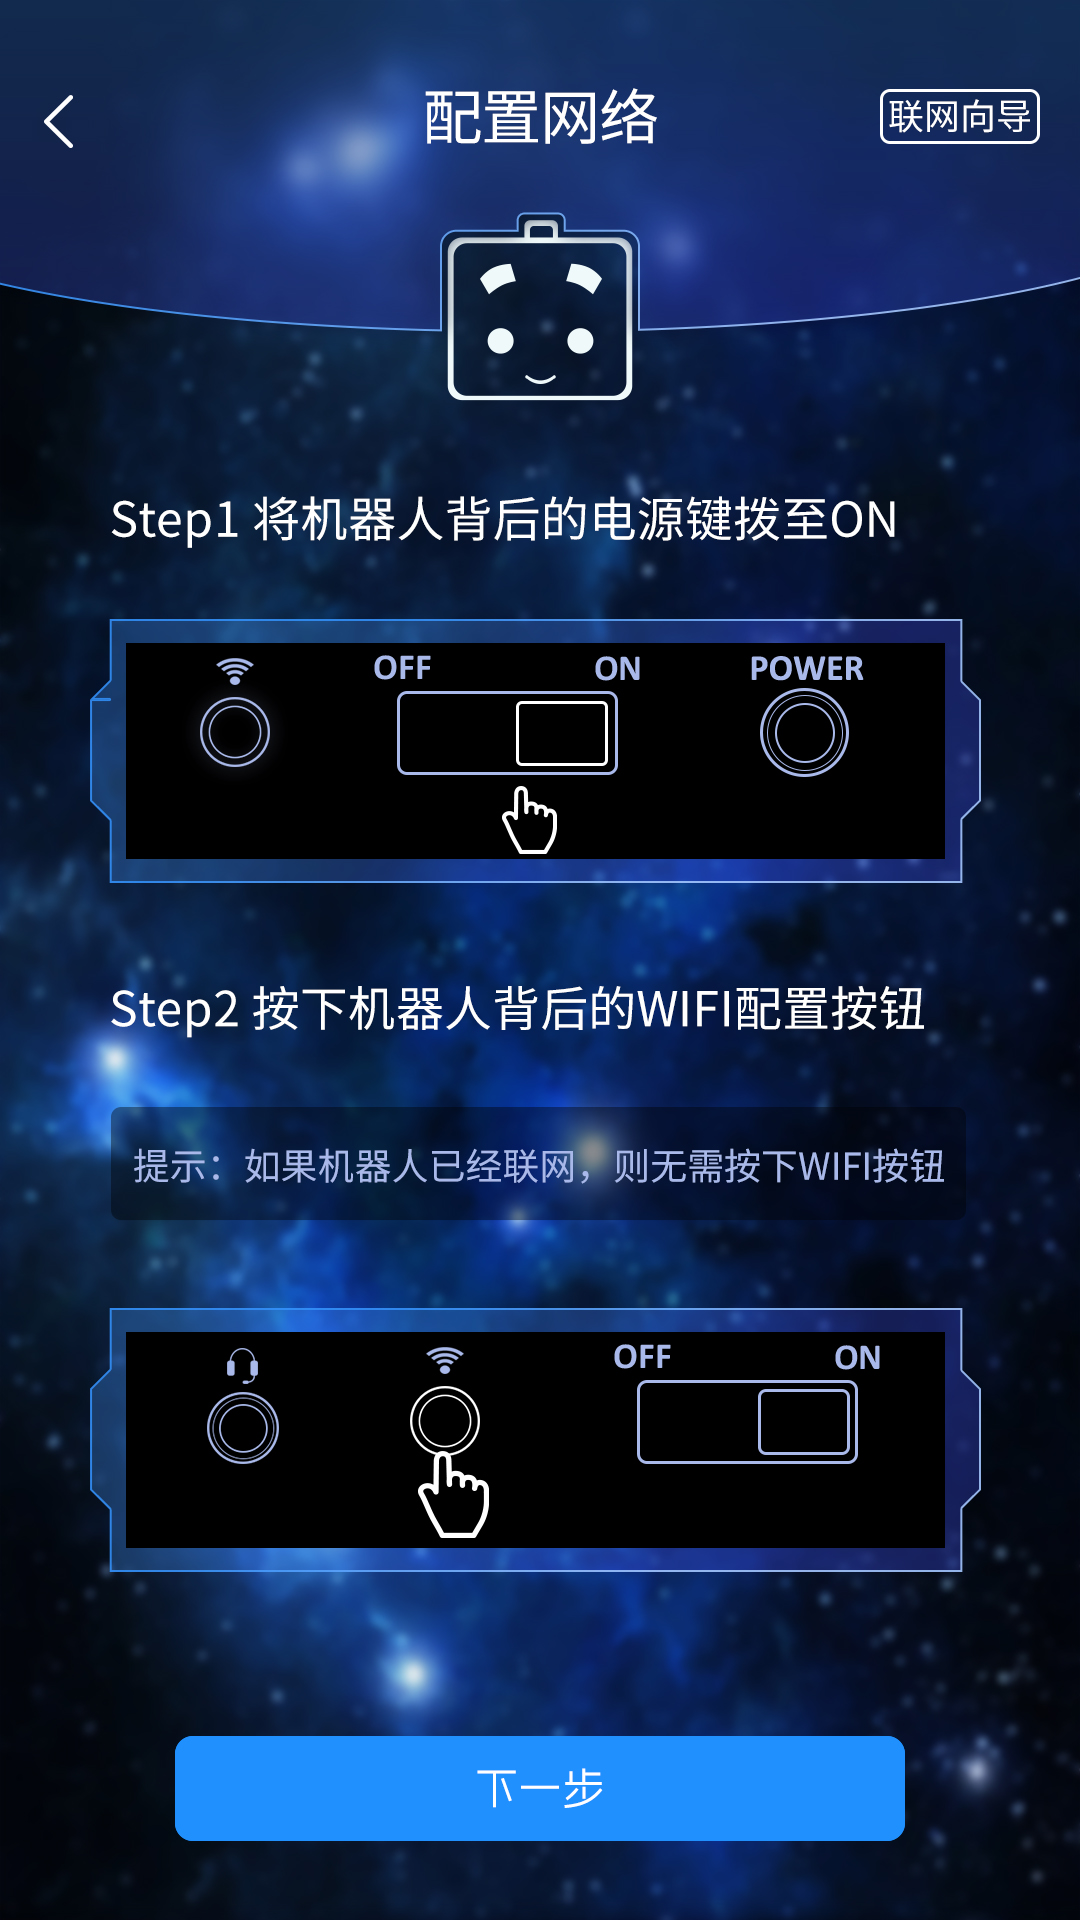 配置网络
联网向导
Step1 将机器人背后的电源键拨至ON
OFF
ON
POWER
Step2 按下机器人背后的WIFI配置按钮
提示：如果机器人已经联网，则无需按下WIFI按钮
OFF
ON
下一步